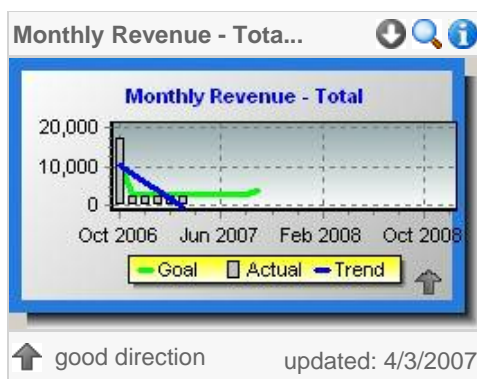 Monthly Revenue - Tota...
Monthly Revenue - Total
20,000
10,000
0
Oct 2006 Jun 2007 Feb 2008 Oct 2008
Goal Actual Trend
good direction updated: 4/3/2007